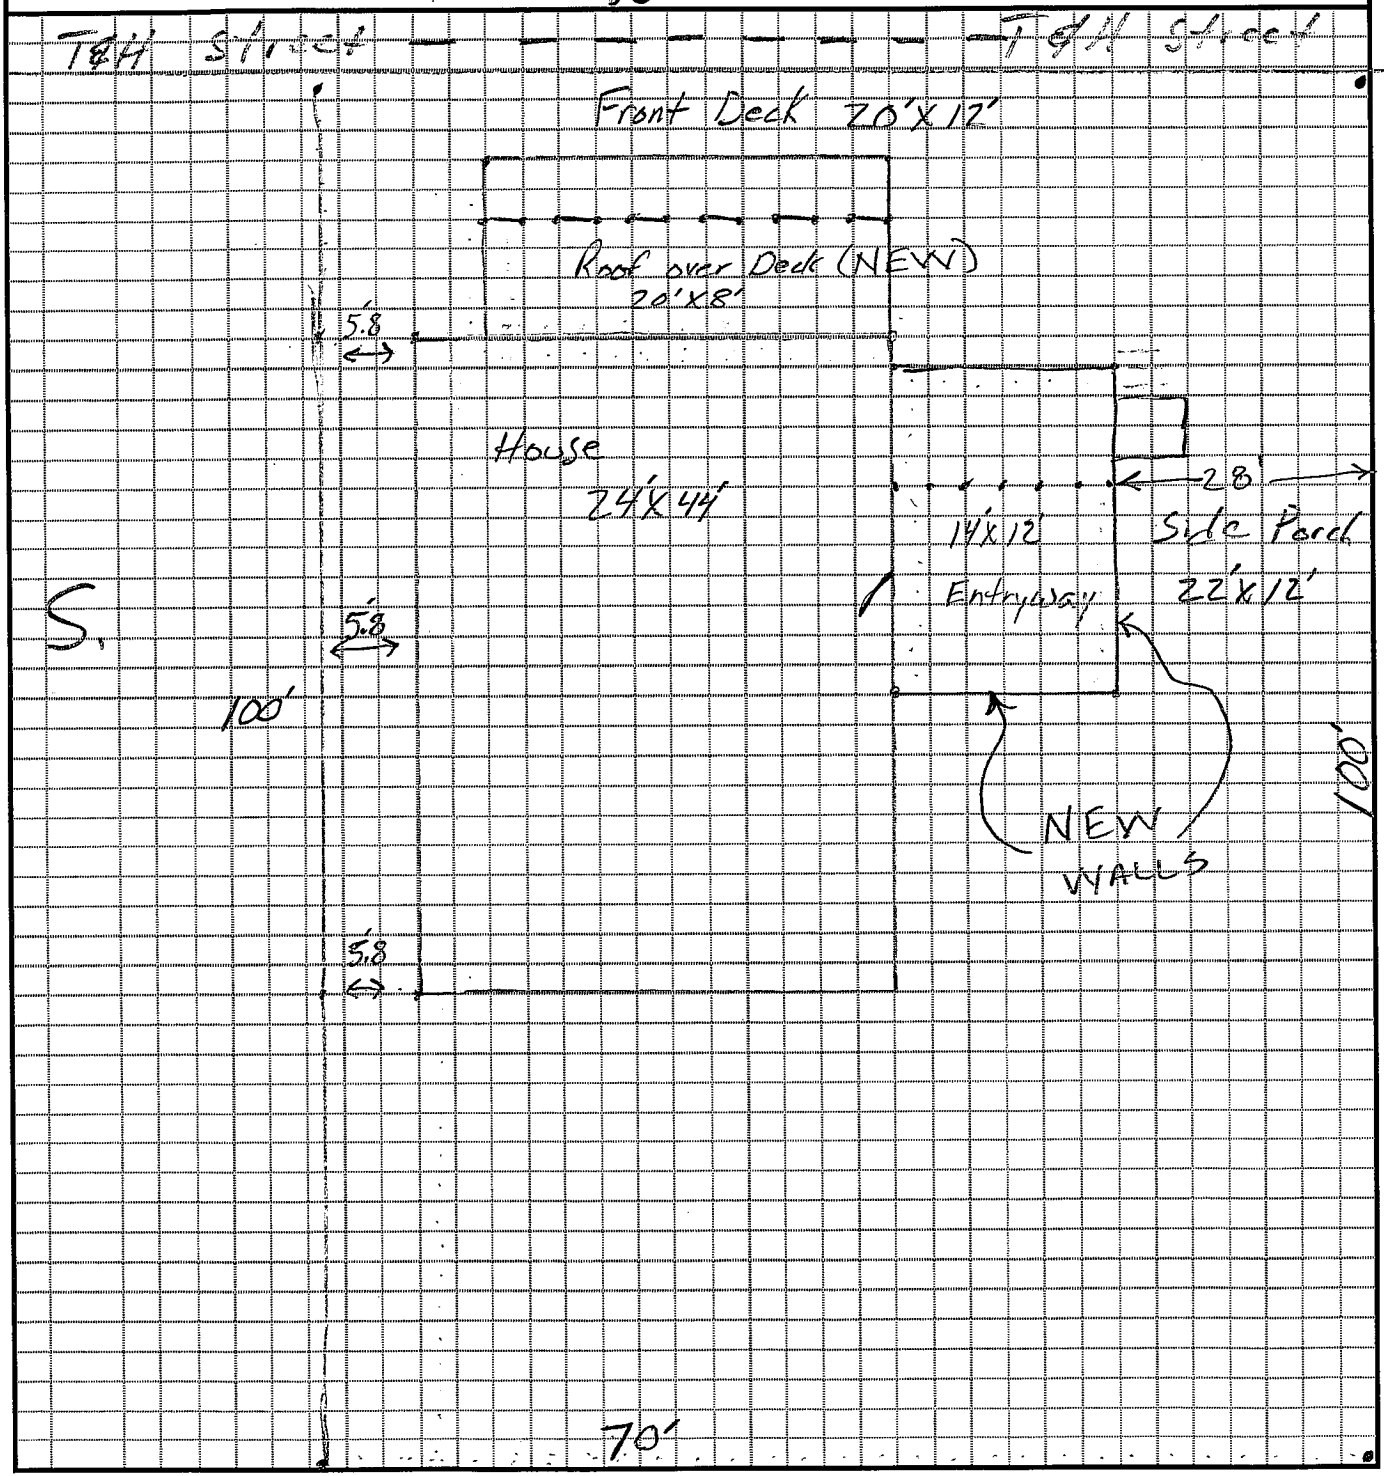 T&H Street
T&H Street
Front Deck 20'X12'
Roof over Deck (NEW)
20'X8'
5.8'
House
24'X44'
28'
14'X12'
Side Porch
22'X12'
Entryway
S.
5.8'
100'
100'
NEW
WALLS
5.8'
70'